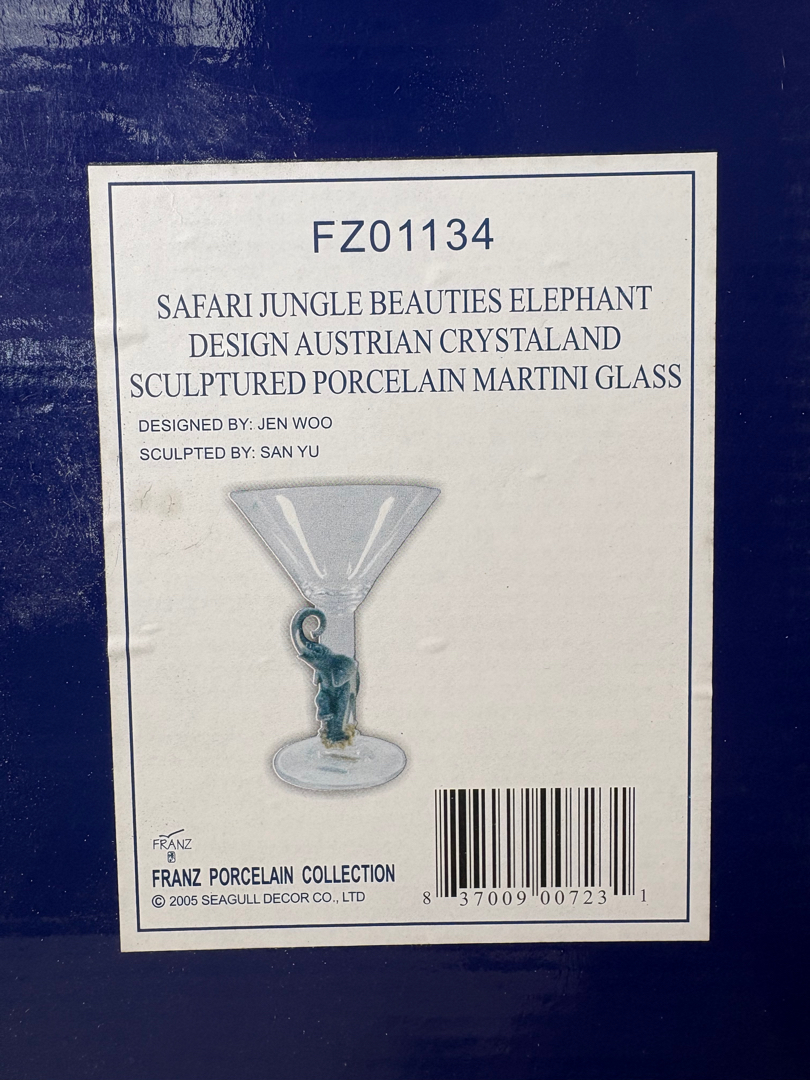 FZ01134
SAFARI JUNGLE BEAUTIES ELEPHANT
DESIGN AUSTRIAN CRYSTALAND
SCULPTURED PORCELAIN MARTINI GLASS
DESIGNED BY: JEN WOO
SCULPTED BY: SAN YU
FRANZ
FRANZ PORCELAIN COLLECTION
© 2005 SEAGULL DECOR CO., LTD
8 37009 00723 1